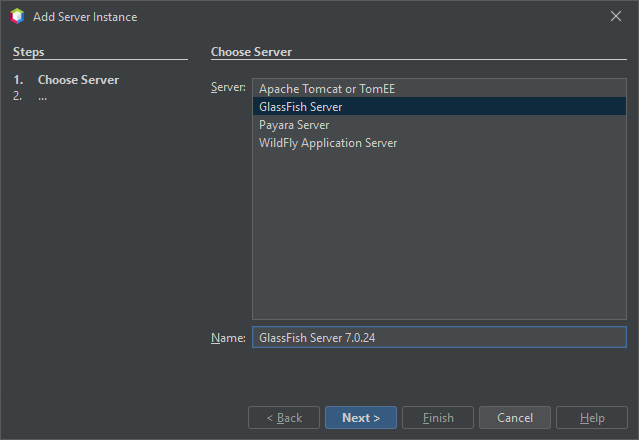 Add Server Instance
Steps
1. Choose Server
2. ...
Choose Server
Server:
Apache Tomcat or TomEE
GlassFish Server
Payara Server
WildFly Application Server
Name: GlassFish Server 7.0.24
< Back Next > Finish Cancel Help